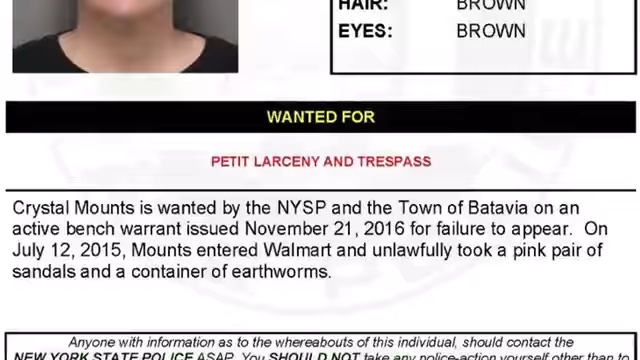 HAIR: BROWN
EYES: BROWN
WANTED FOR
PETIT LARCENY AND TRESPASS
Crystal Mounts is wanted by the NYSP and the Town of Batavia on an
active bench warrant issued November 21, 2016 for failure to appear. On
July 12, 2015, Mounts entered Walmart and unlawfully took a pink pair of
sandals and a container of earthworms.
Anyone with information as to the whereabouts of this individual, should contact the
NEW YORK STATE POLICE ASAP. You SHOULD NOT take any police-action yourself other than to